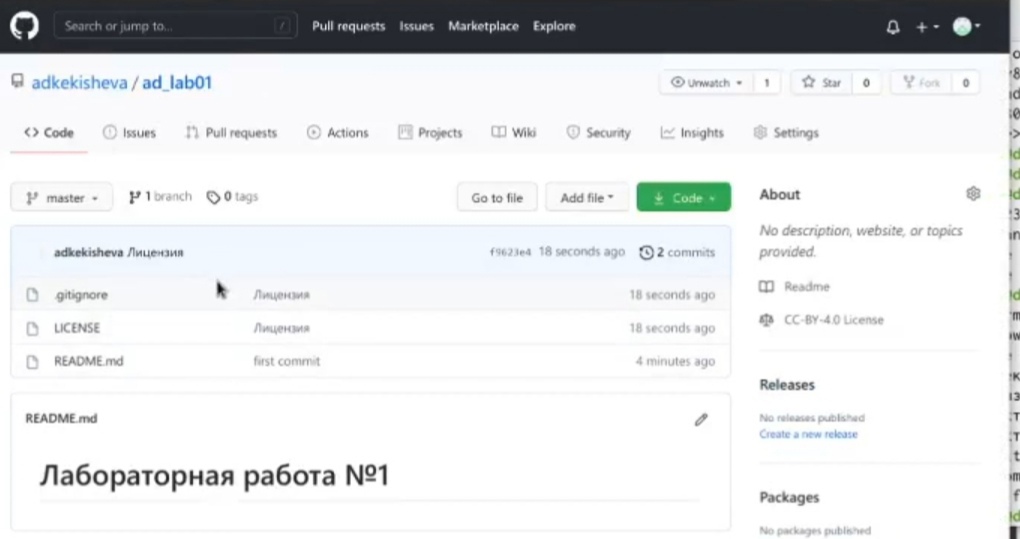 Search or jump to... / Pull requests Issues Marketplace Explore
adkekisheva / ad_lab01 Unwatch 1 Star 0 Fork 0
Code Issues Pull requests Actions Projects Wiki Security Insights Settings
master 1 branch 0 tags Go to file Add file Code
About
No description, website, or topics provided.
adkekisheva Лицензия f9623e4 18 seconds ago 2 commits
.gitignore Лицензия 18 seconds ago
Readme
LICENSE Лицензия 18 seconds ago
CC-BY-4.0 License
README.md first commit 4 minutes ago
Releases
No releases published
Create a new release
README.md
Лабораторная работа №1
Packages
No packages published